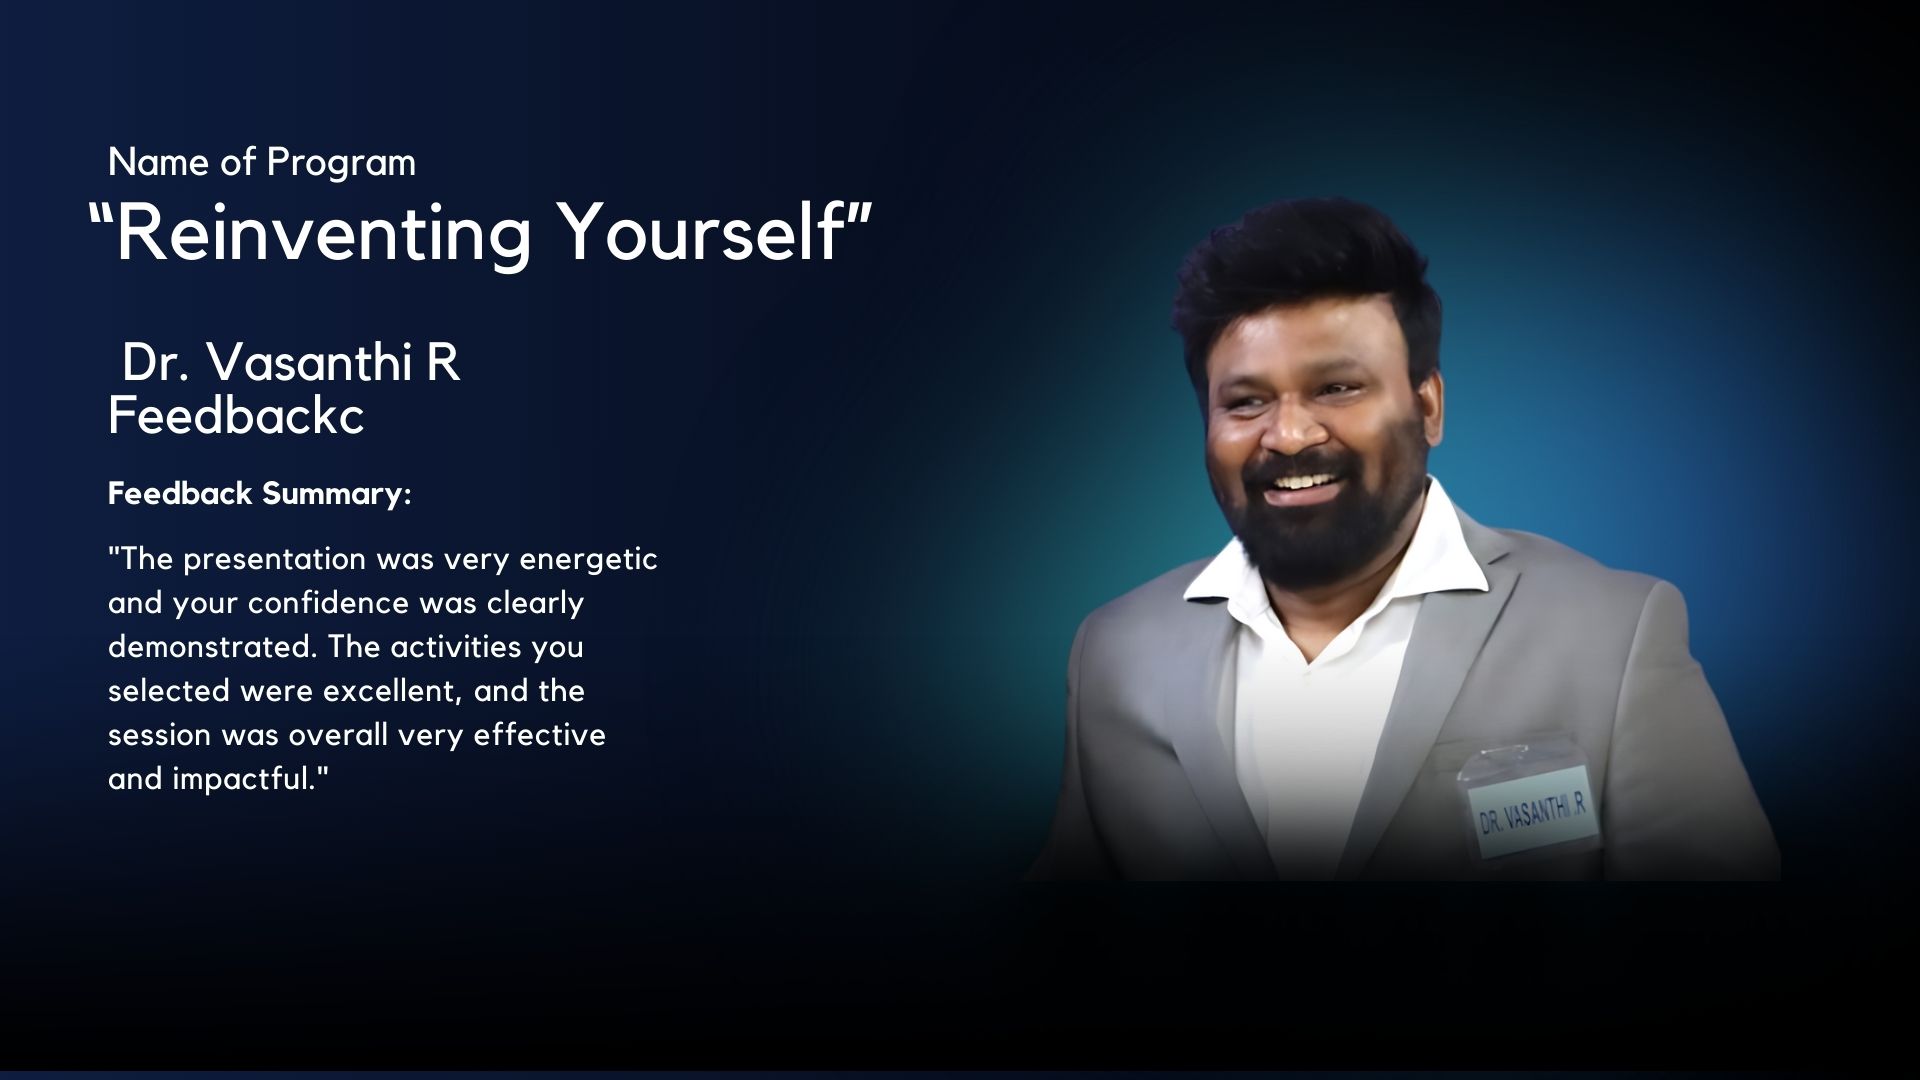 Name of Program
“Reinventing Yourself”
Dr. Vasanthi R
Feedbackc
Feedback Summary:
"The presentation was very energetic
and your confidence was clearly
demonstrated. The activities you
selected were excellent, and the
session was overall very effective
and impactful."
DR. VASANTHI .R